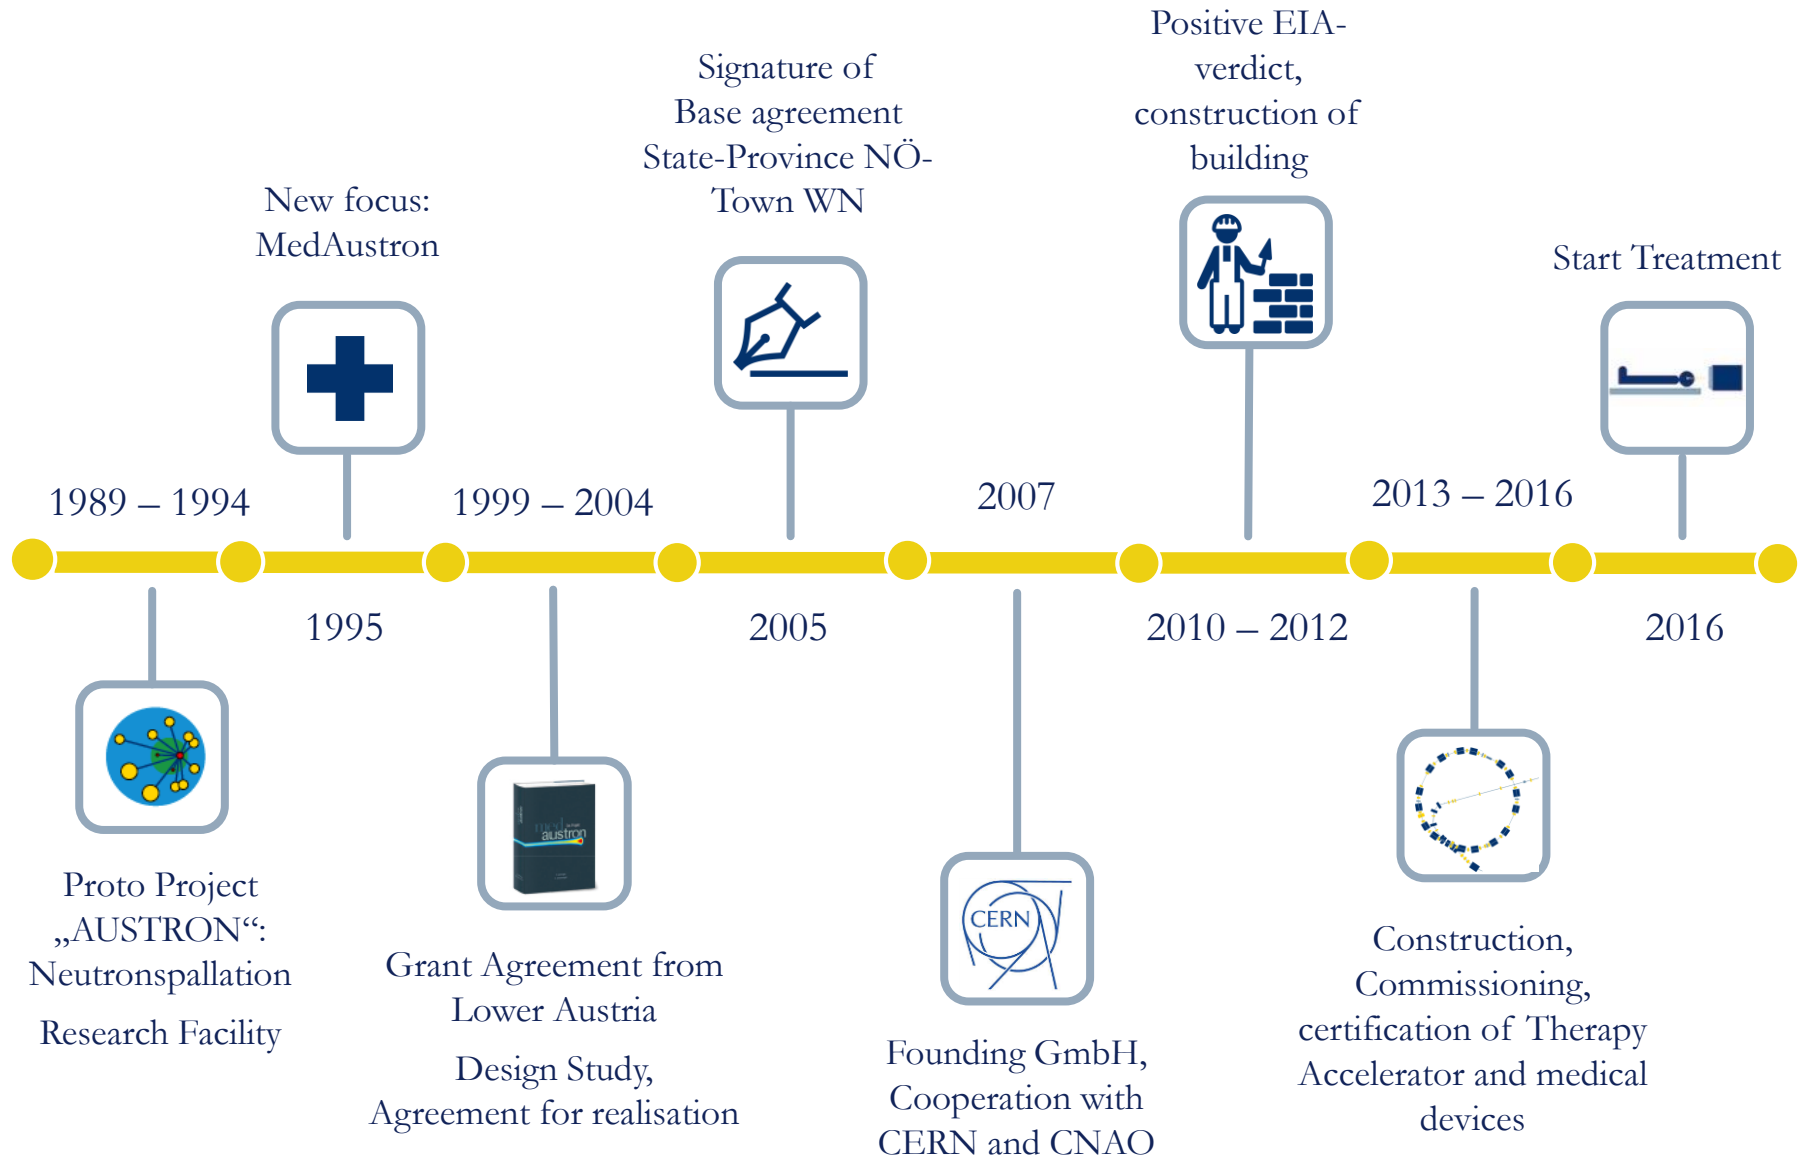 1989 – 1994
Proto Project
„AUSTRON“:
Neutronspallation
Research Facility
New focus:
MedAustron
1995
1999 – 2004
med
austron
Grant Agreement from
Lower Austria
Design Study,
Agreement for realisation
Signature of
Base agreement
State-Province NÖ-
Town WN
2005
2007
CERN
Founding GmbH,
Cooperation with
CERN and CNAO
Positive EIA-
verdict,
construction of
building
2010 – 2012
2013 – 2016
Construction,
Commissioning,
certification of Therapy
Accelerator and medical
devices
Start Treatment
2016